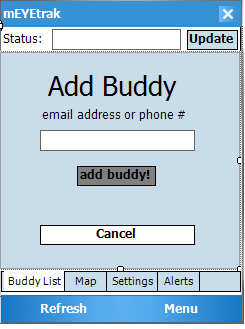 mEYEtrak
Status: Update
Add Buddy
email address or phone #
add buddy!
Cancel
Buddy List Map Settings Alerts
Refresh Menu